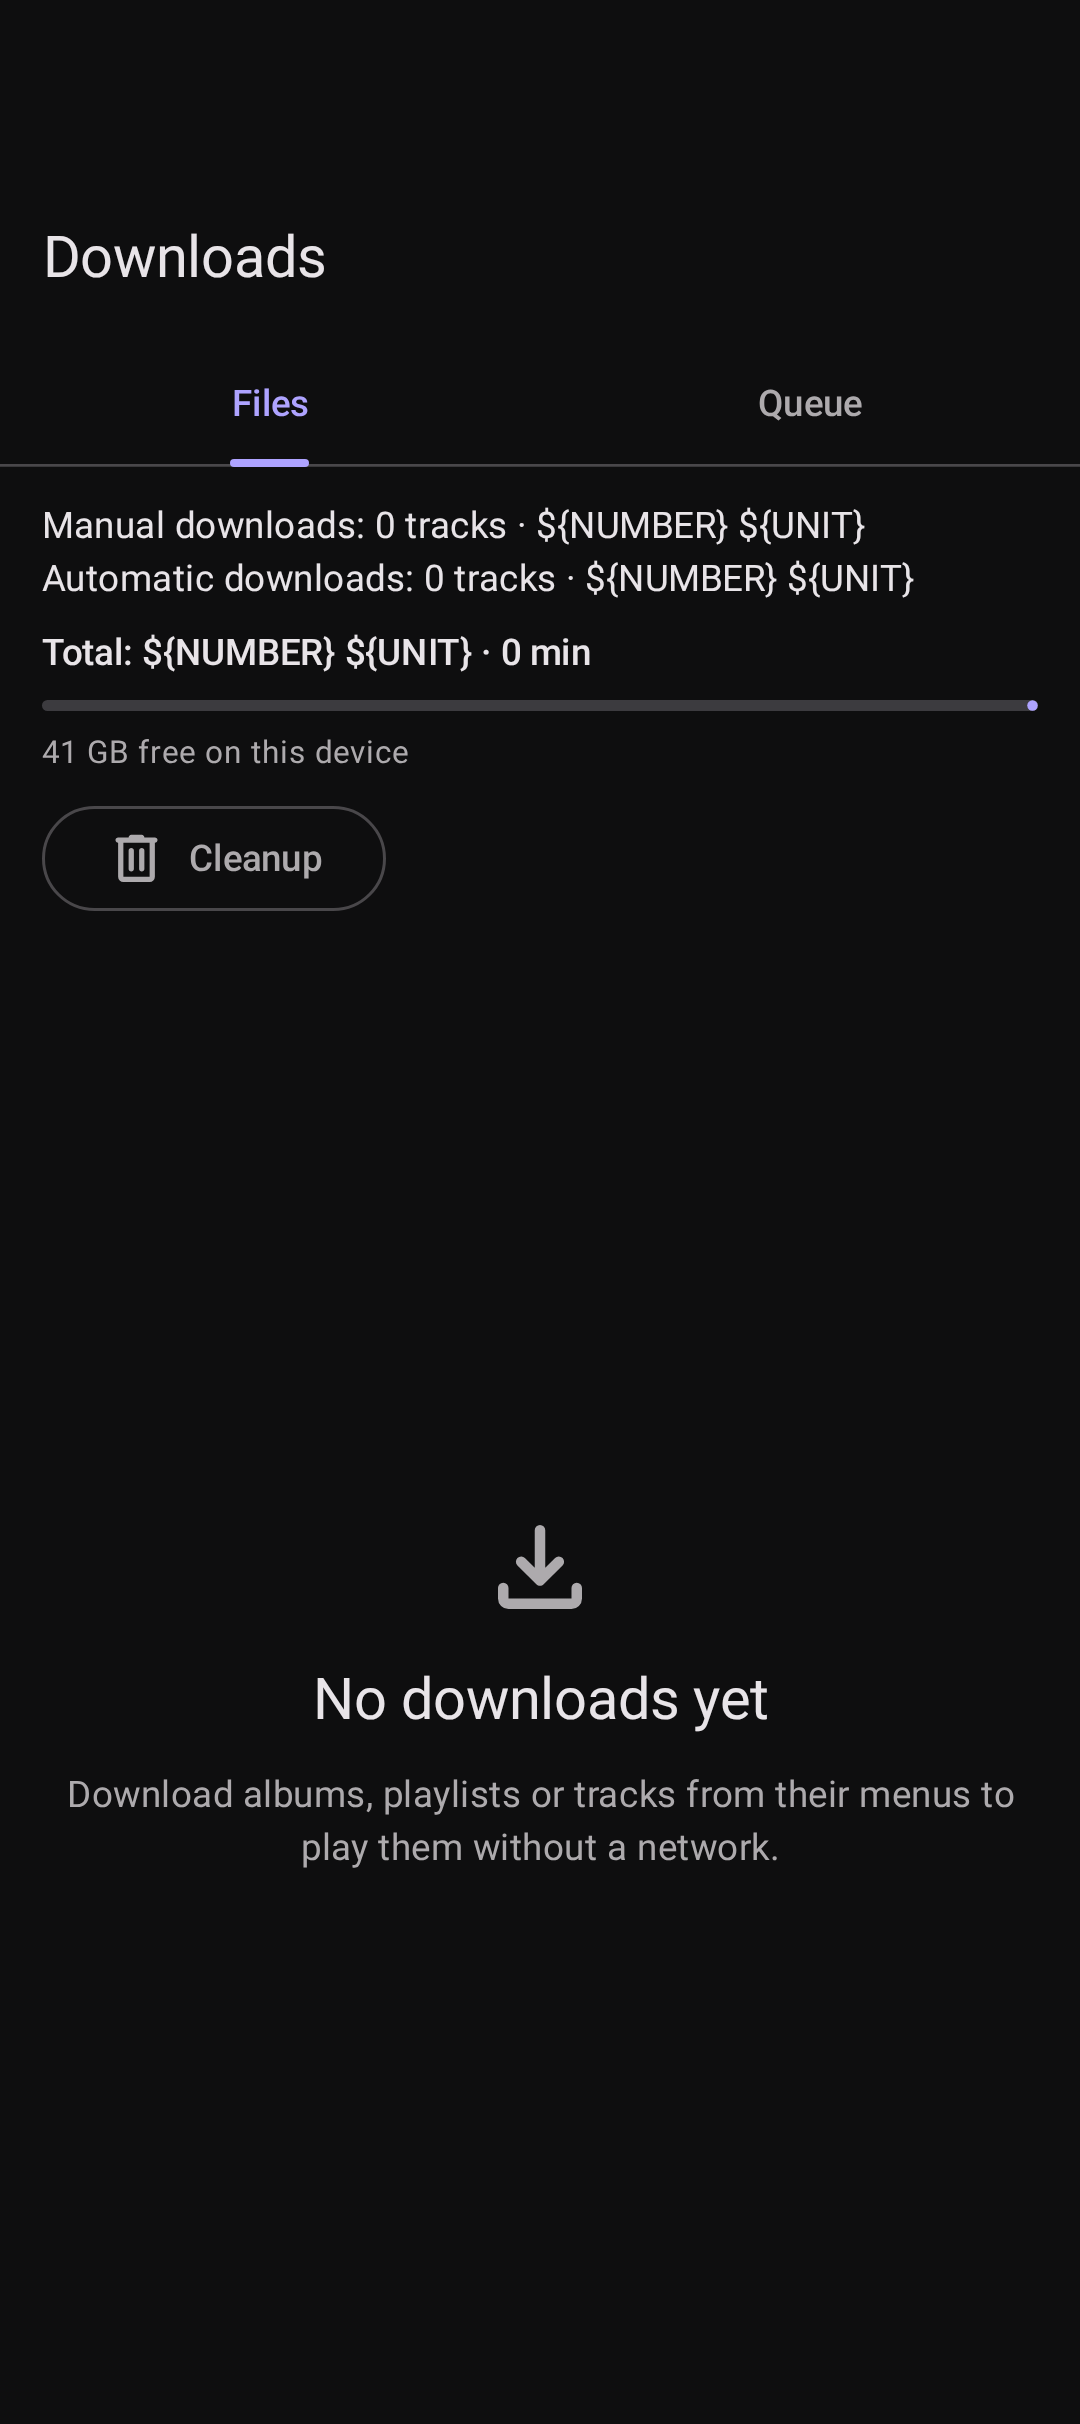 Downloads
Files
Queue
Manual downloads: 0 tracks · ${NUMBER} ${UNIT}
Automatic downloads: 0 tracks · ${NUMBER} ${UNIT}
Total: ${NUMBER} ${UNIT} · 0 min
41 GB free on this device
Cleanup
No downloads yet
Download albums, playlists or tracks from their menus to
play them without a network.